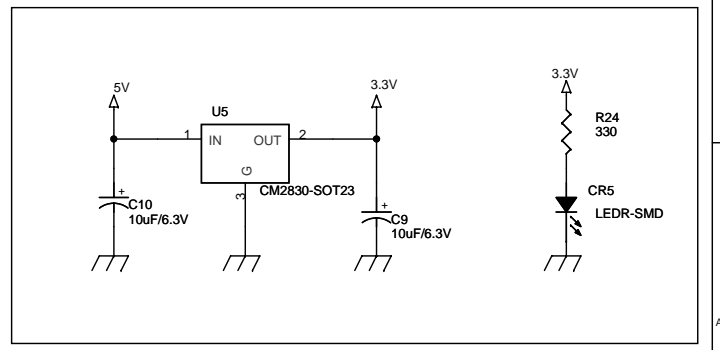 5V
U5
1
IN
OUT
2
G
3
CM2830-SOT23
C10
10uF/6.3V
+
3.3V
+
C9
10uF/6.3V
3.3V
R24
330
CR5
LEDR-SMD
A